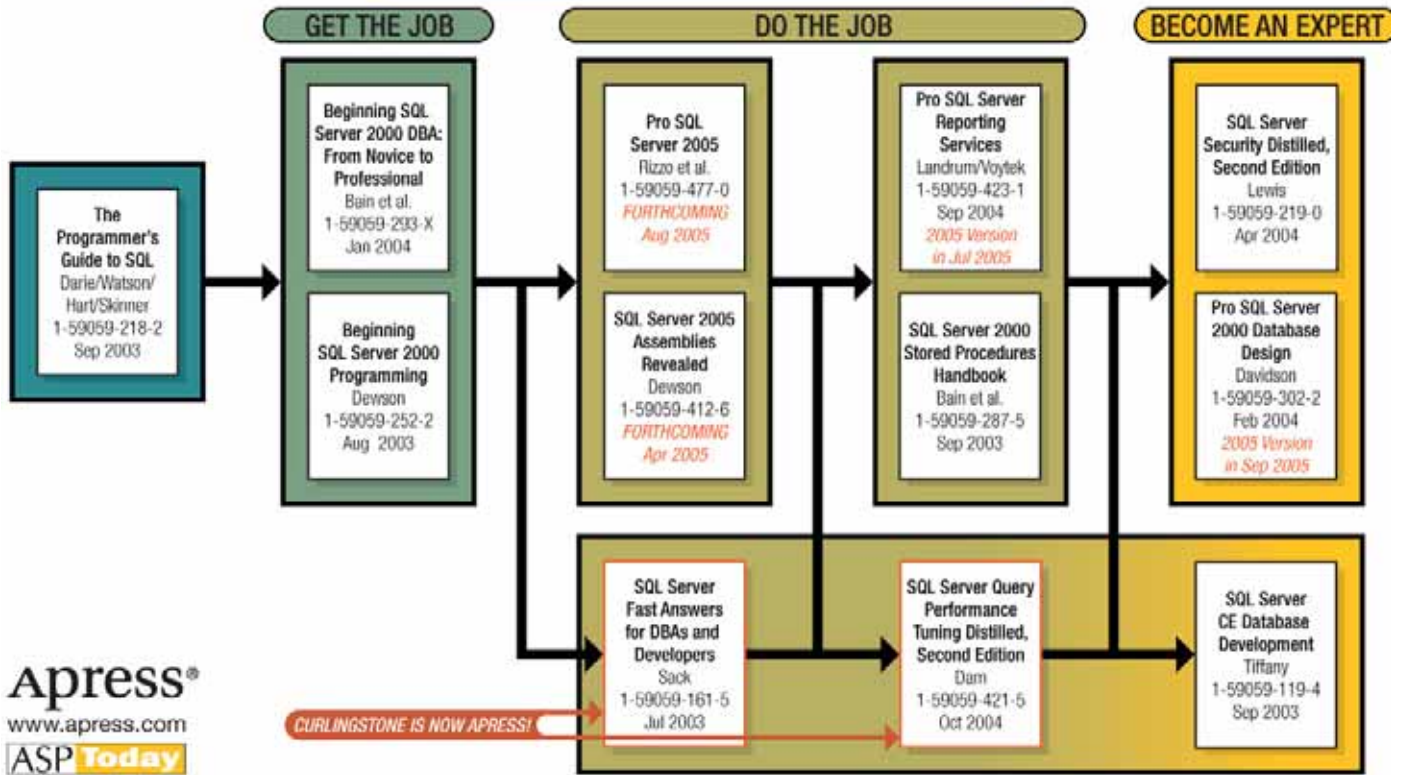 GET THE JOB
DO THE JOB
BECOME AN EXPERT
The
Programmer's
Guide to SQL
Darie/Watson/
Hart/Skinner
1-59059-218-2
Sep 2003
Beginning SQL
Server 2000 DBA:
From Novice to
Professional
Bain et al.
1-59059-293-X
Jan 2004
Beginning
SQL Server 2000
Programming
Dewson
1-59059-252-2
Aug 2003
Pro SQL
Server 2005
Rizzo et al.
1-59059-477-0
FORTHCOMING
Aug 2005
SQL Server 2005
Assemblies
Revealed
Dewson
1-59059-412-6
FORTHCOMING
Apr 2005
Pro SQL Server
Reporting
Services
Landrum/Voytek
1-59059-423-1
Sep 2004
2005 Version
in Jul 2005
SQL Server 2000
Stored Procedures
Handbook
Bain et al.
1-59059-287-5
Sep 2003
SQL Server
Security Distilled,
Second Edition
Lewis
1-59059-219-0
Apr 2004
Pro SQL Server
2000 Database
Design
Davidson
1-59059-302-2
Feb 2004
2005 Version
in Sep 2005
SQL Server
Fast Answers
for DBAs and
Developers
Sack
1-59059-161-5
Jul 2003
SQL Server Query
Performance
Tuning Distilled,
Second Edition
Dam
1-59059-421-5
Oct 2004
SQL Server
CE Database
Development
Tiffany
1-59059-119-4
Sep 2003
CURLINGSTONE IS NOW APRESS!
Apress®
www.apress.com
ASP Today